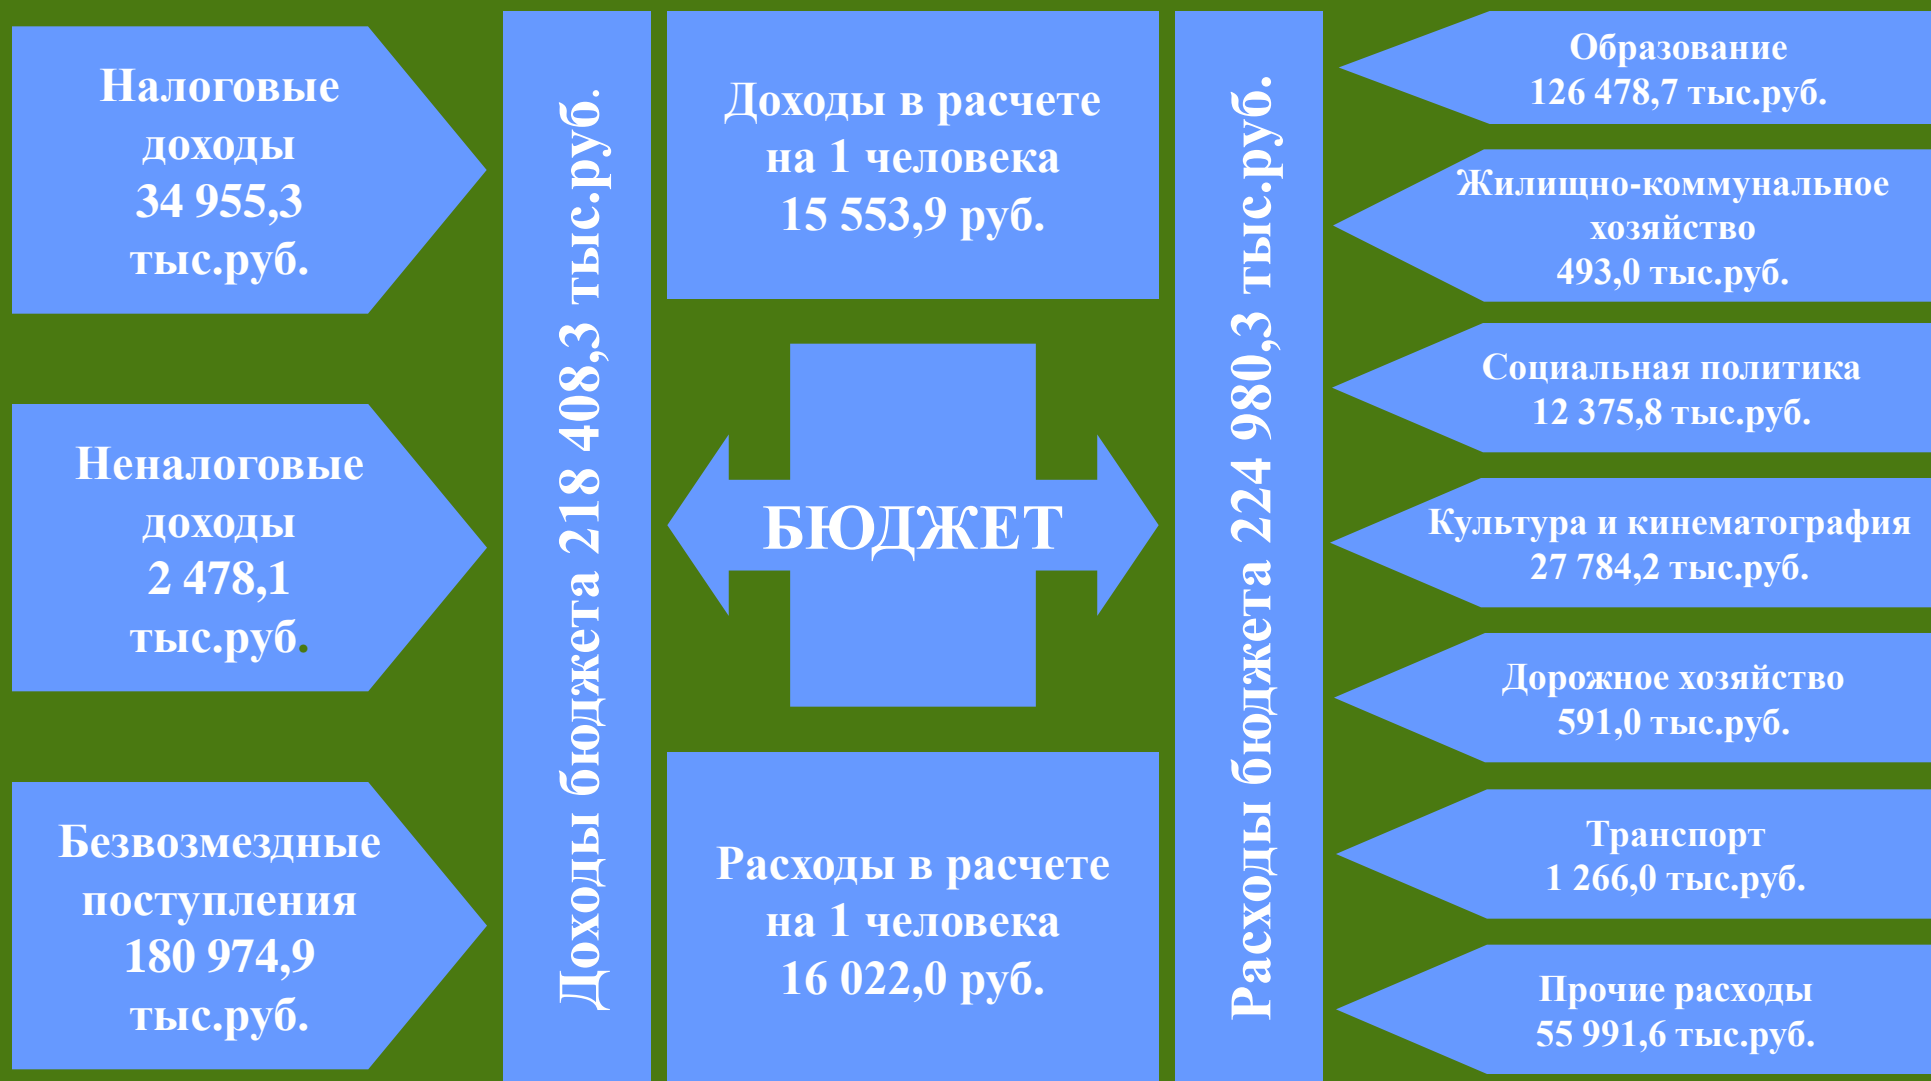 Налоговые
доходы
34 955,3
тыс.руб.
Неналоговые
доходы
2 478,1
тыс.руб.
Безвозмездные
поступления
180 974,9
тыс.руб.
Доходы бюджета 218 408,3 тыс.руб.
Доходы в расчете
на 1 человека
15 553,9 руб.
БЮДЖЕТ
Расходы в расчете
на 1 человека
16 022,0 руб.
Расходы бюджета 224 980,3 тыс.руб.
Образование
126 478,7 тыс.руб.
Жилищно-коммунальное
хозяйство
493,0 тыс.руб.
Социальная политика
12 375,8 тыс.руб.
Культура и кинематография
27 784,2 тыс.руб.
Дорожное хозяйство
591,0 тыс.руб.
Транспорт
1 266,0 тыс.руб.
Прочие расходы
55 991,6 тыс.руб.